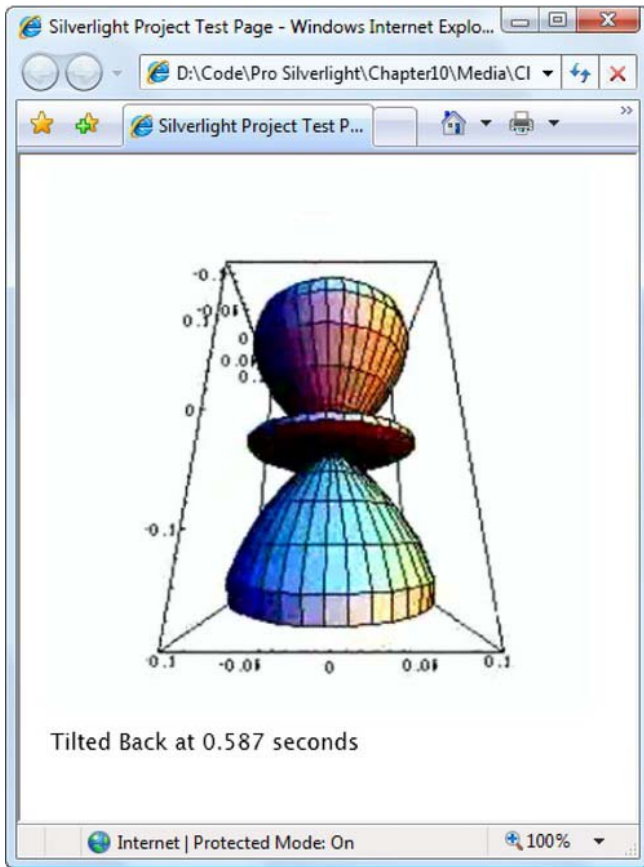 Silverlight Project Test Page - Windows Internet Explo...
D:\Code\Pro Silverlight\Chapter10\Media\Cl
Silverlight Project Test P...
0
-0.1
-0.1
-0.05
0
0.05
0.1
Tilted Back at 0.587 seconds
Internet | Protected Mode: On
100%